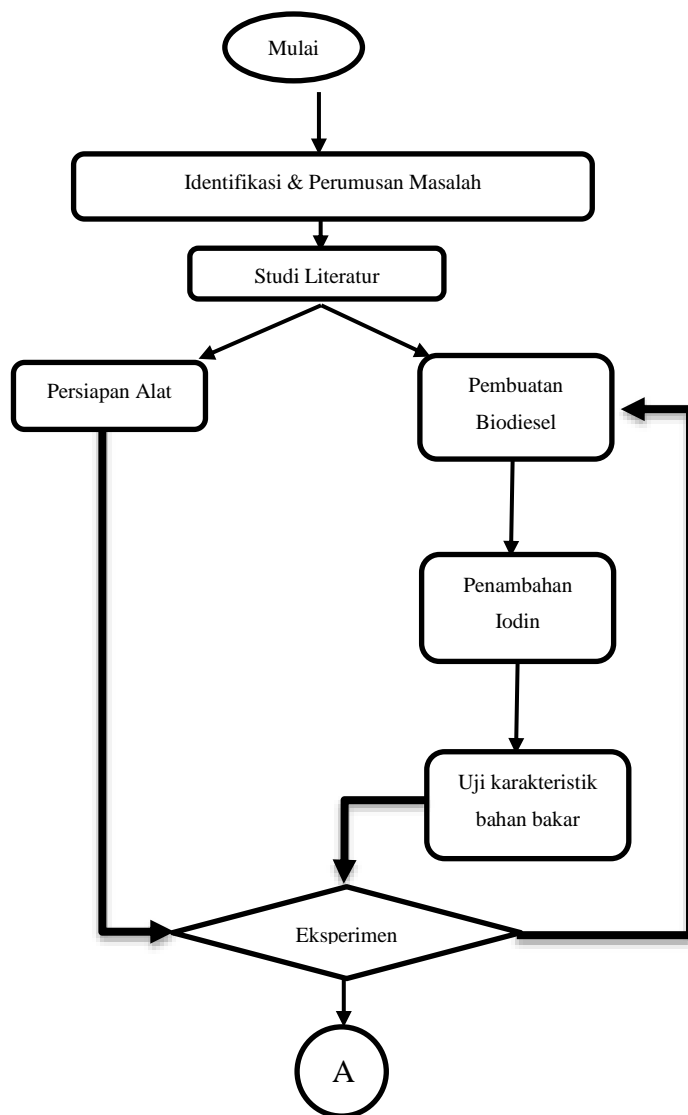 Mulai
Identifikasi & Perumusan Masalah
Studi Literatur
Persiapan Alat
Pembuatan
Biodiesel
Penambahan
Iodin
Uji karakteristik
bahan bakar
Eksperimen
A